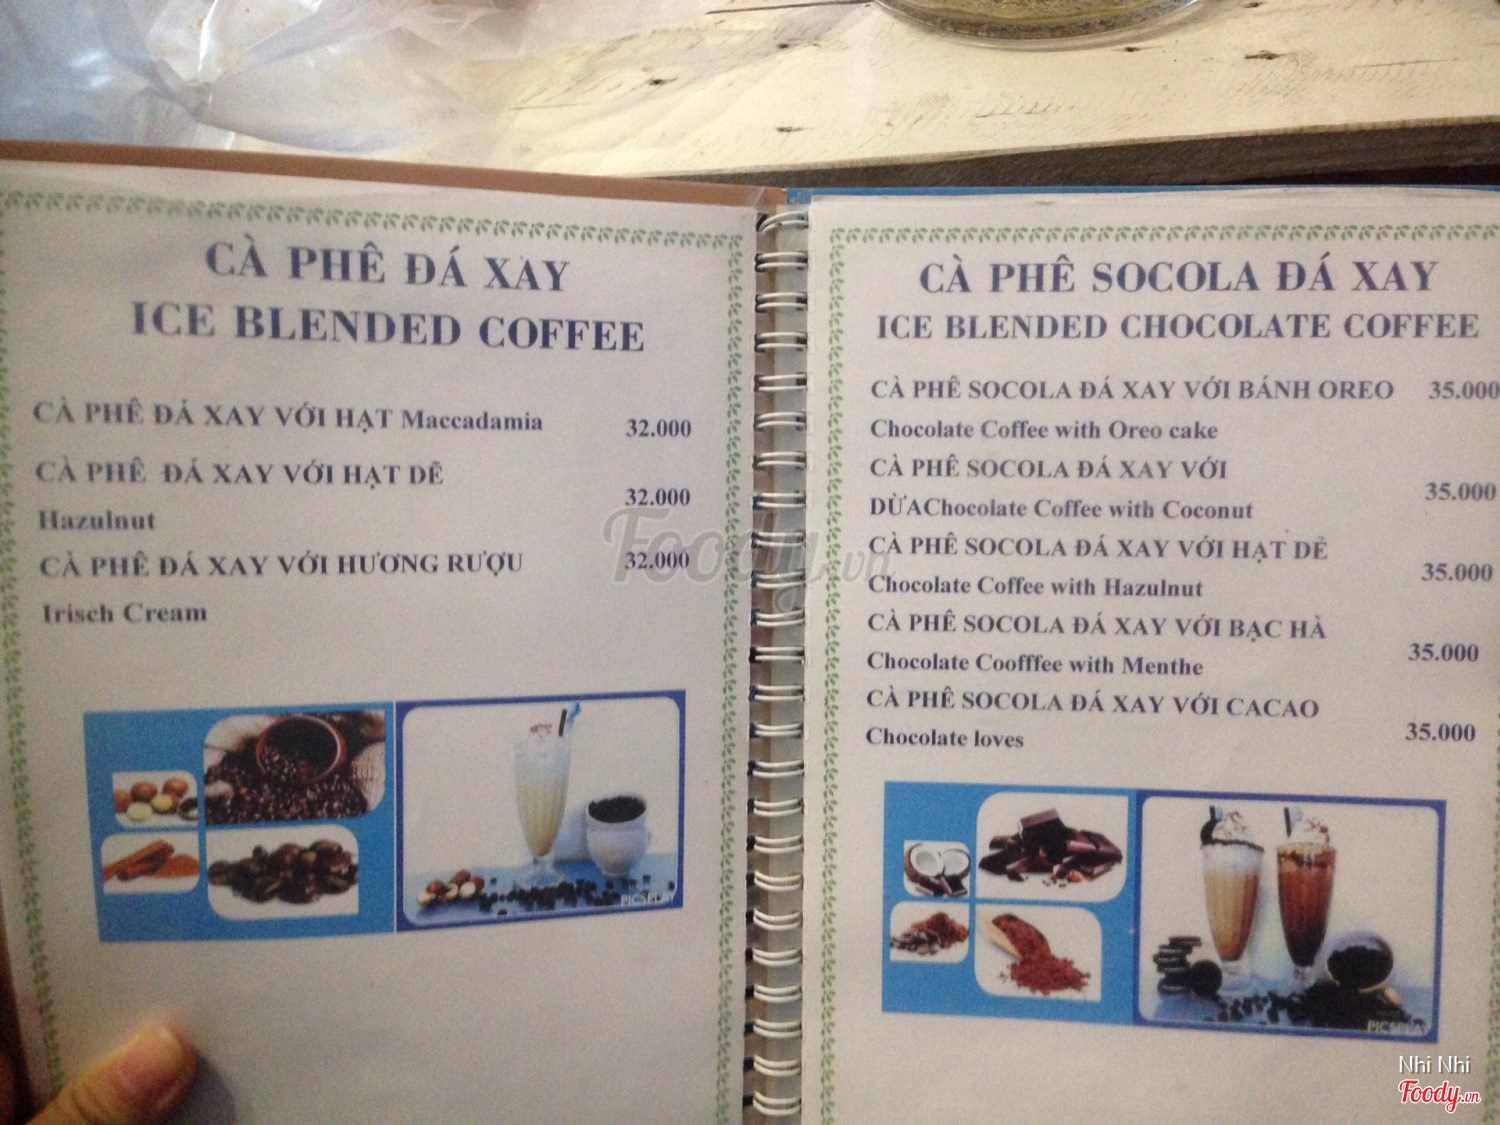 CÀ PHÊ ĐÁ XAY
ICE BLENDED COFFEE
CÀ PHÊ ĐÁ XAY VỚI HẠT Maccadamia 32.000
CÀ PHÊ ĐÁ XAY VỚI HẠT DẼ
Hazulnut 32.000
CÀ PHÊ ĐÁ XAY VỚI HƯƠNG RƯỢU 32.000
Irisch Cream
PICSPLAY
CÀ PHÊ SOCOLA ĐÁ XAY
ICE BLENDED CHOCOLATE COFFEE
CÀ PHÊ SOCOLA ĐÁ XAY VỚI BÁNH OREO 35.000
Chocolate Coffee with Oreo cake
CÀ PHÊ SOCOLA ĐÁ XAY VỚI 35.000
DỪAChocolate Coffee with Coconut
CÀ PHÊ SOCOLA ĐÁ XAY VỚI HẠT DẼ 35.000
Chocolate Coffee with Hazulnut
CÀ PHÊ SOCOLA ĐÁ XAY VỚI BẠC HÀ 35.000
Chocolate Coofffee with Menthe
CÀ PHÊ SOCOLA ĐÁ XAY VỚI CACAO 35.000
Chocolate loves
PICSPLAY
Foody.vn
Nhi Nhi
Foody.vn